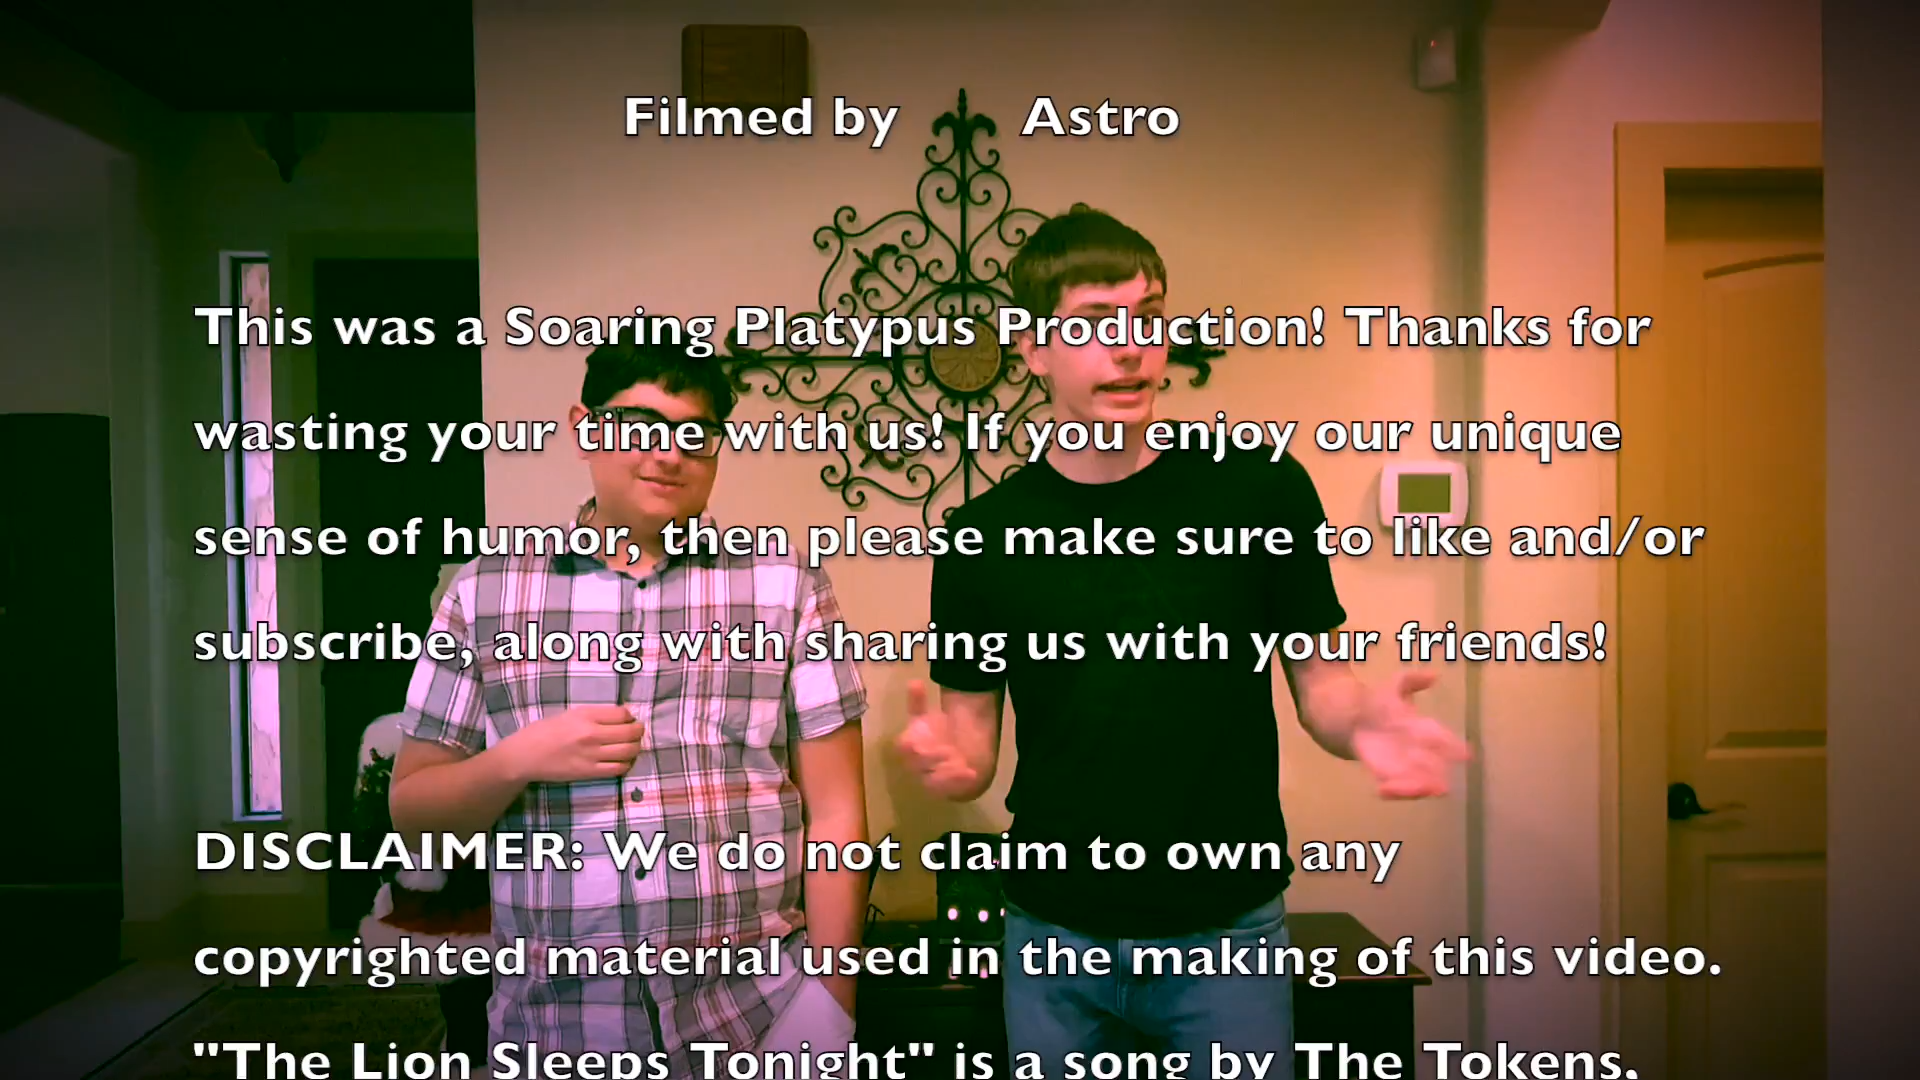 Filmed by Astro
This was a Soaring Platypus Production! Thanks for
wasting your time with us! If you enjoy our unique
sense of humor, then please make sure to like and/or
subscribe, along with sharing us with your friends!
DISCLAIMER: We do not claim to own any
copyrighted material used in the making of this video.
"The Lion Sleeps Tonight" is a song by The Tokens,